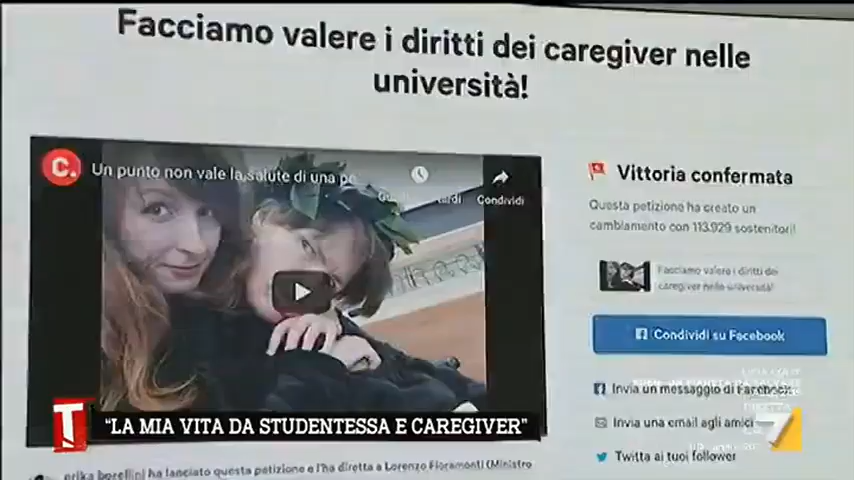 Facciamo valere i diritti dei caregiver nelle
università!
C.
Un punto non vale la salute di una pe
Condividi
Vittoria confermata
Questa petizione ha creato un
cambiamento con 113.929 sostenitori!
Facciamo valere i diritti dei
caregiver nelle università!
Condividi su Facebook
Invia un messaggio di Facebook
Invia una email agli amici
Twitta ai tuoi follower
T
"LA MIA VITA DA STUDENTESSA E CAREGIVER"
7
erika borellini ha lanciato questa petizione e l'ha diretta a Lorenzo Fioramonti (Ministro